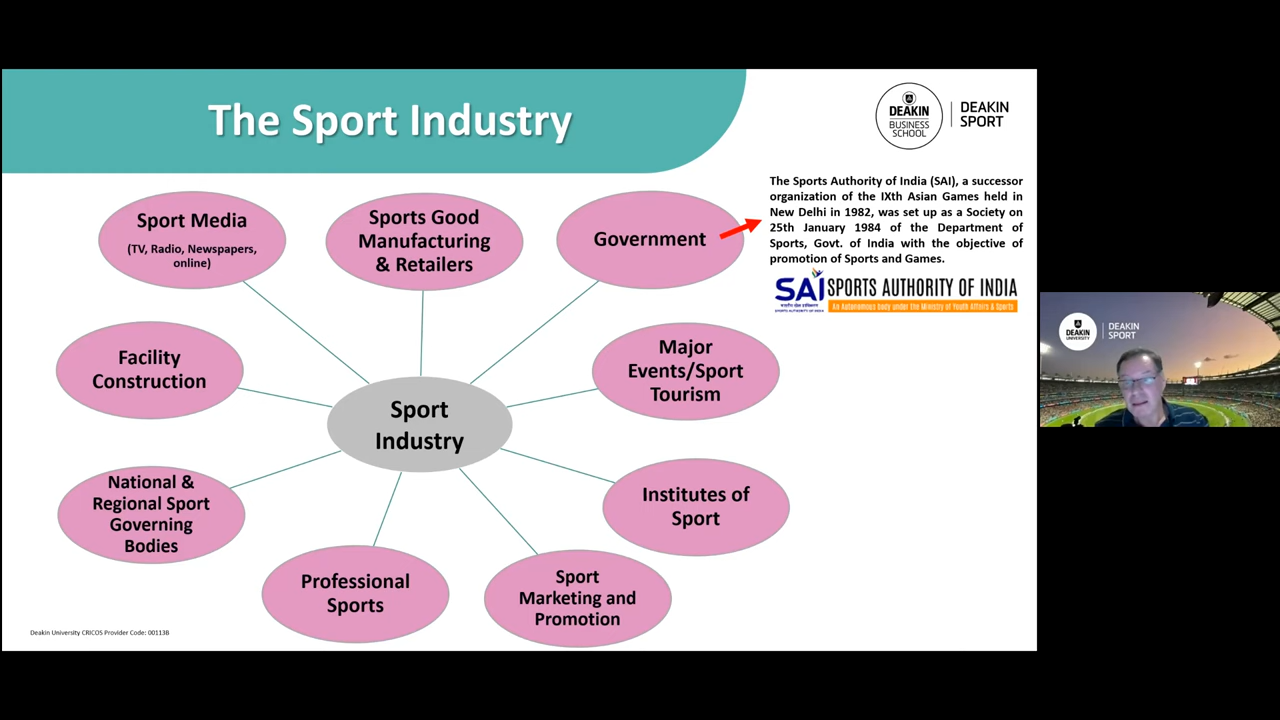 The Sport Industry
DEAKIN
BUSINESS
SCHOOL
DEAKIN
SPORT
Sport Media
(TV, Radio, Newspapers,
online)
Sports Good
Manufacturing
& Retailers
Government
The Sports Authority of India (SAI), a successor
organization of the IXth Asian Games held in
New Delhi in 1982, was set up as a Society on
25th January 1984 of the Department of
Sports, Govt. of India with the objective of
promotion of Sports and Games.
SAI
SPORTS AUTHORITY OF INDIA
SPORTS AUTHORITY OF INDIA
An Autonomous body under the Ministry of Youth Affairs & Sports
Facility
Construction
Major
Events/Sport
Tourism
Sport
Industry
National &
Regional Sport
Governing
Bodies
Institutes of
Sport
Professional
Sports
Sport
Marketing and
Promotion
Deakin University CRICOS Provider Code: 00113B
DEAKIN
UNIVERSITY
DEAKIN
SPORT